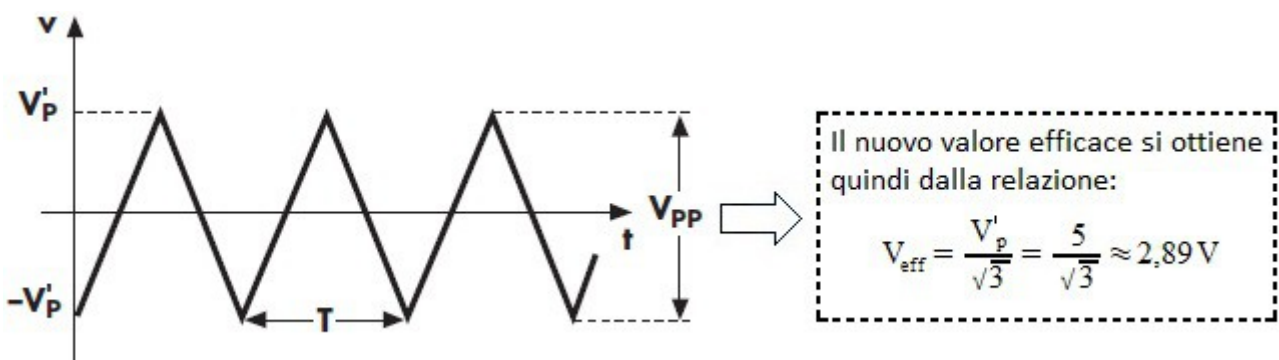 v
V'P
t
VPP
–V'P
T
Il nuovo valore efficace si ottiene
quindi dalla relazione:
Veff = V'p / √3 = 5 / √3 ≈ 2,89 V